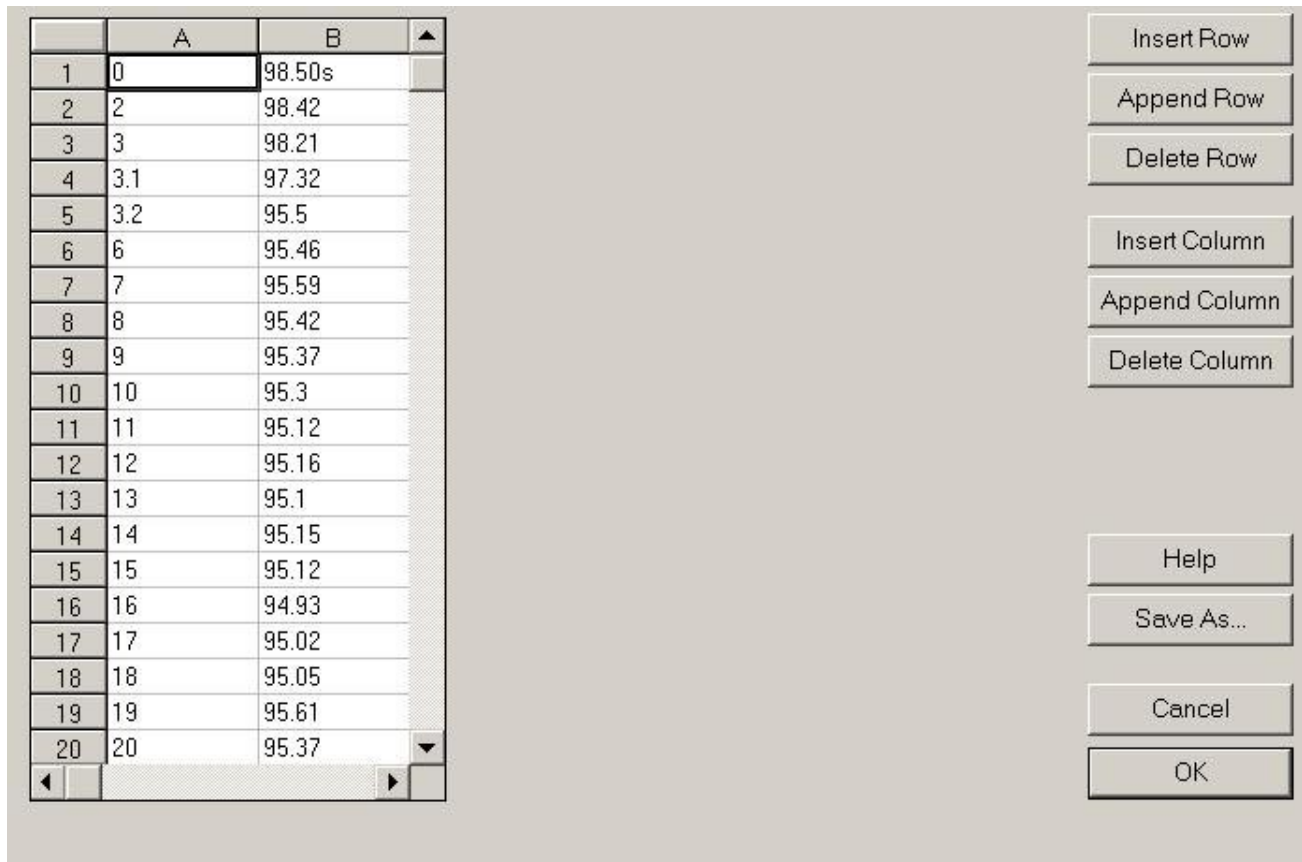 A B
1 0 98.50s
2 2 98.42
3 3 98.21
4 3.1 97.32
5 3.2 95.5
6 6 95.46
7 7 95.59
8 8 95.42
9 9 95.37
10 10 95.3
11 11 95.12
12 12 95.16
13 13 95.1
14 14 95.15
15 15 95.12
16 16 94.93
17 17 95.02
18 18 95.05
19 19 95.61
20 20 95.37
Insert Row
Append Row
Delete Row
Insert Column
Append Column
Delete Column
Help
Save As...
Cancel
OK